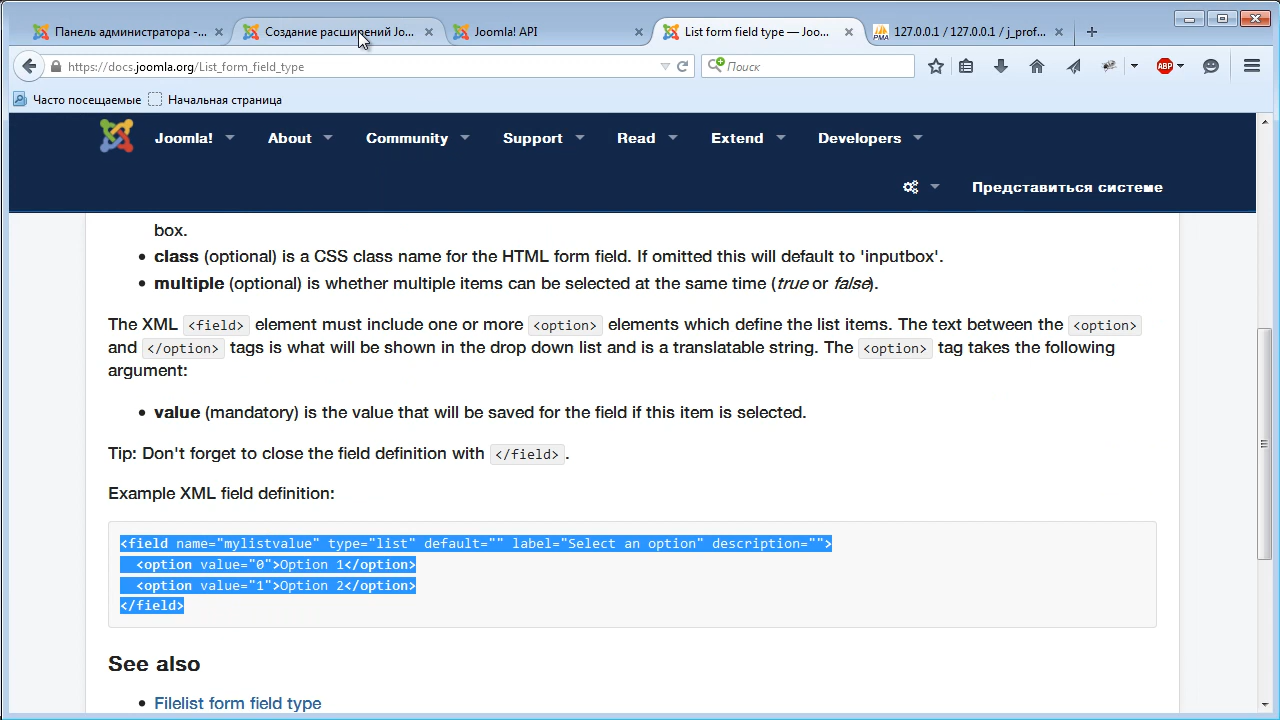 Панель администратора -...
Создание расширений Jo...
Joomla! API
List form field type — Joo...
127.0.0.1 / 127.0.0.1 / j_prof...
https://docs.joomla.org/List_form_field_type
Поиск
ABP
Часто посещаемые
Начальная страница
Joomla!
About
Community
Support
Read
Extend
Developers
Представиться системе
box.
• class (optional) is a CSS class name for the HTML form field. If omitted this will default to 'inputbox'.
• multiple (optional) is whether multiple items can be selected at the same time (true or false).
The XML <field> element must include one or more <option> elements which define the list items. The text between the <option>
and </option> tags is what will be shown in the drop down list and is a translatable string. The <option> tag takes the following
argument:
• value (mandatory) is the value that will be saved for the field if this item is selected.
Tip: Don't forget to close the field definition with </field>.
Example XML field definition:
<field name="mylistvalue" type="list" default="" label="Select an option" description="">
<option value="0">Option 1</option>
<option value="1">Option 2</option>
</field>
See also
• Filelist form field type